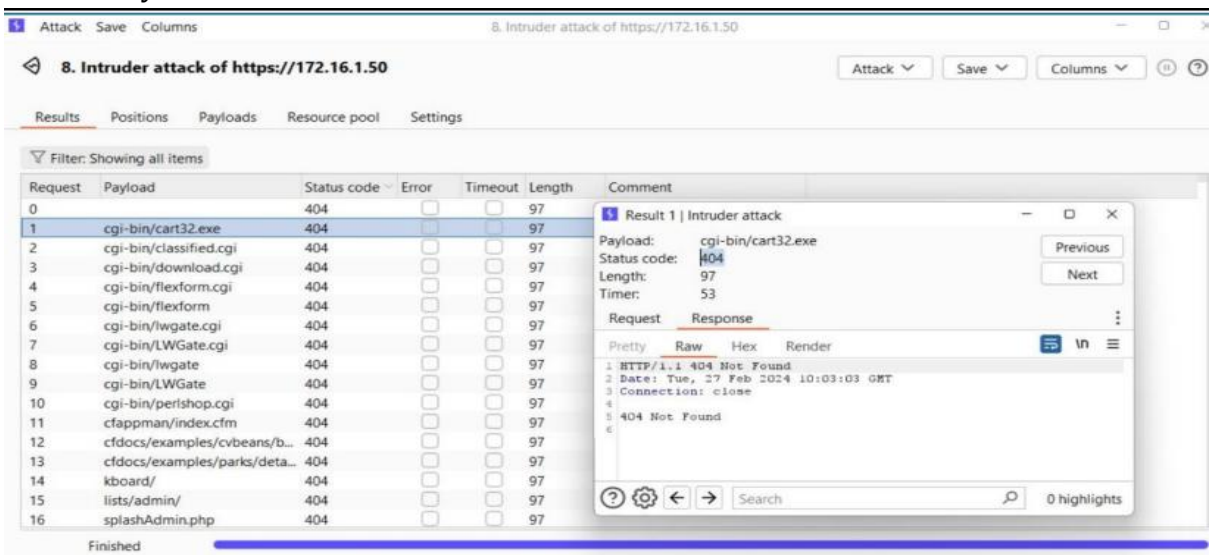 Attack Save Columns 8. Intruder attack of https://172.16.1.50
8. Intruder attack of https://172.16.1.50 Attack Save Columns
Results Positions Payloads Resource pool Settings
Filter: Showing all items
Request Payload Status code Error Timeout Length Comment
0 404 97
1 cgi-bin/cart32.exe 404 97
2 cgi-bin/classified.cgi 404 97
3 cgi-bin/download.cgi 404 97
4 cgi-bin/flexform.cgi 404 97
5 cgi-bin/flexform 404 97
6 cgi-bin/lwgate.cgi 404 97
7 cgi-bin/LWGate.cgi 404 97
8 cgi-bin/lwgate 404 97
9 cgi-bin/LWGate 404 97
10 cgi-bin/perlshop.cgi 404 97
11 cfappman/index.cfm 404 97
12 cfdocs/examples/cvbeans/b... 404 97
13 cfdocs/examples/parks/deta... 404 97
14 kboard/ 404 97
15 lists/admin/ 404 97
16 splashAdmin.php 404 97
Finished
Result 1 | Intruder attack
Payload: cgi-bin/cart32.exe Previous
Status code: 404
Length: 97 Next
Timer: 53
Request Response
Pretty Raw Hex Render \n
1 HTTP/1.1 404 Not Found
2 Date: Tue, 27 Feb 2024 10:03:03 GMT
3 Connection: close
4
5 404 Not Found
6
Search 0 highlights